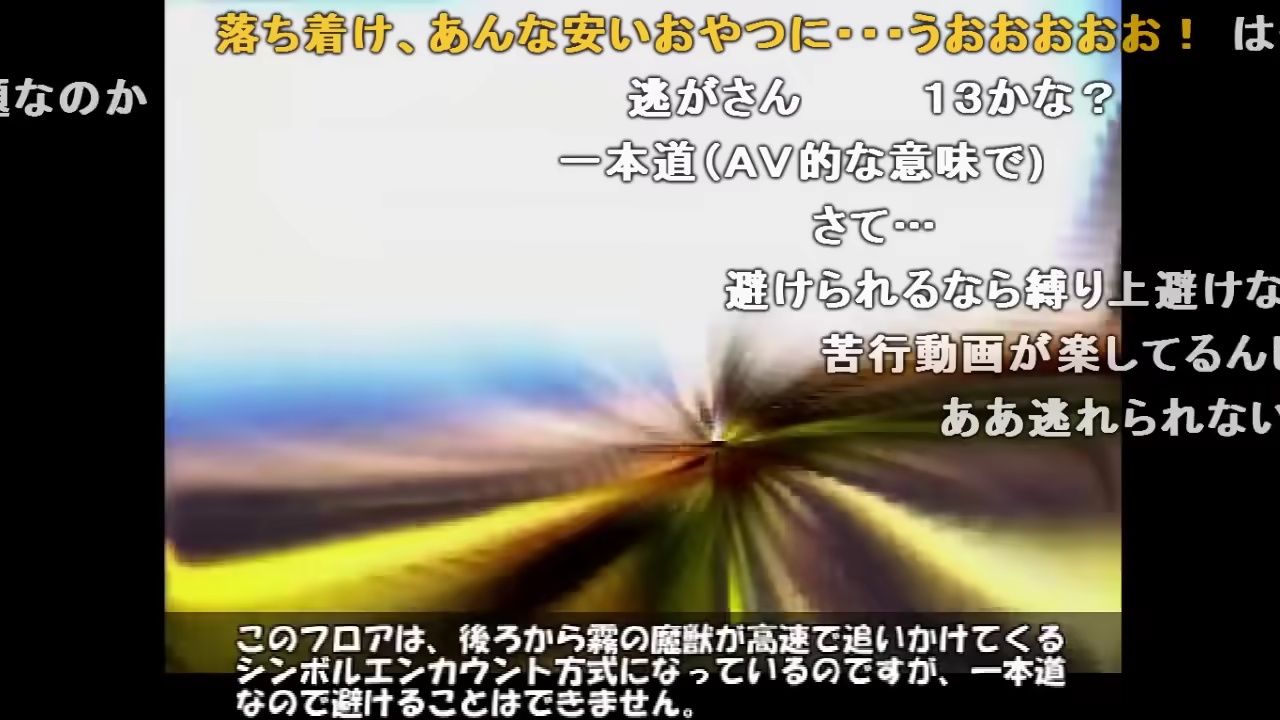 落ち着け、あんな安いおやつに・・・うおおおおお！
は
題なのか
逃がさん
13かな？
一本道(AV的な意味で)
さて…
避けられるなら縛り上避けな
苦行動画が楽してるんじ
ああ逃れられない
このフロアは、後ろから霧の魔獣が高速で追いかけてくる
シンボルエンカウント方式になっているのですが、一本道
なので避けることはできません。